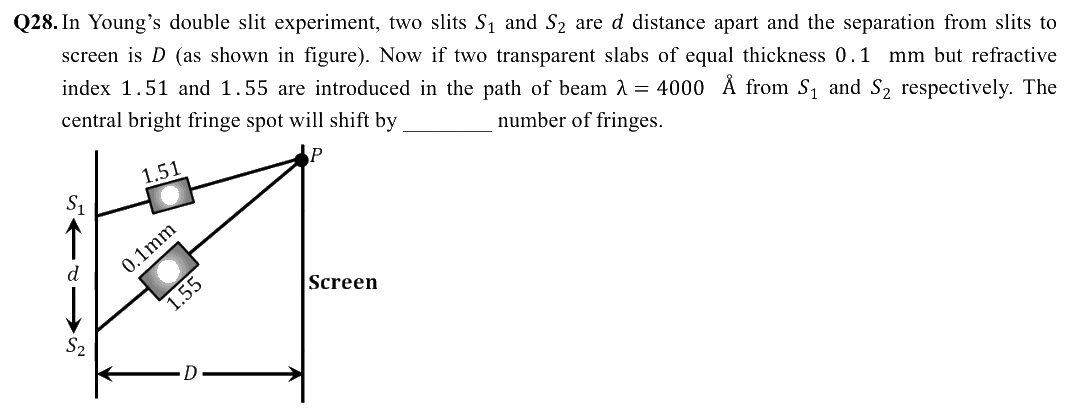 Q28. In Young’s double slit experiment, two slits S₁ and S₂ are d distance apart and the separation from slits to
screen is D (as shown in figure). Now if two transparent slabs of equal thickness 0.1 mm but refractive
index 1.51 and 1.55 are introduced in the path of beam λ = 4000 Å from S₁ and S₂ respectively. The
central bright fringe spot will shift by ________ number of fringes.
P
1.51
S₁
0.1mm
d
Screen
1.55
S₂
D